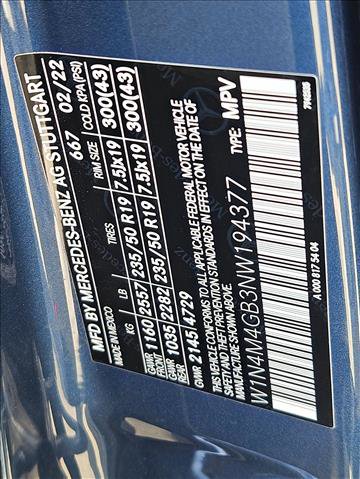 MFD BY MERCEDES-BENZ AG STUTTGART
667 02/22
MADE IN MEXICO TIRES RIM SIZE COLD KPA (PSI)
KG LB
GAWR FRONT 1160 2557 235/50 R19 7.5Jx19 300(43)
GAWR REAR 1035 2282 235/50 R19 7.5Jx19 300(43)
GVWR 2145 4729
THIS VEHICLE CONFORMS TO ALL APPLICABLE FEDERAL MOTOR VEHICLE
SAFETY AND THEFT PREVENTION STANDARDS IN EFFECT ON THE DATE OF
MANUFACTURE SHOWN ABOVE. TYPE: MPV
W1N4M4GB3NW194377
A 000 817 54 04